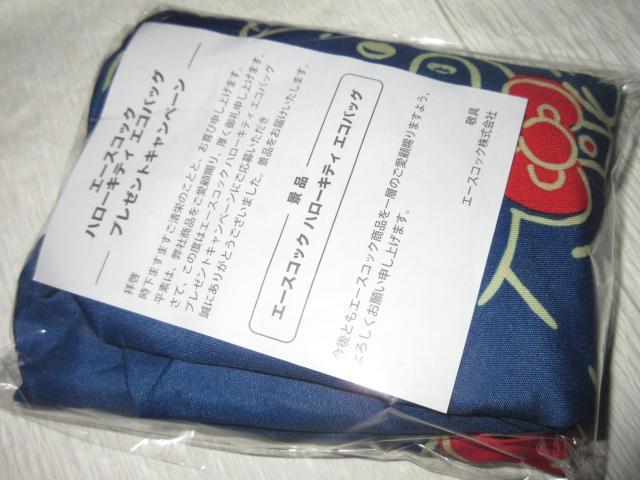 エースコック
ハローキティ エコバッグ
プレゼントキャンペーン
拝啓
時下ますますご清栄のことと、お喜び申し上げます。
平素は、弊社商品をご愛顧賜り、厚く御礼申し上げます。
さて、この度はエースコック ハローキティ エコバッグ
プレゼントキャンペーンにご応募いただき
誠にありがとうございました。景品をお届けいたします。
景 品
エースコック ハローキティ エコバッグ
今後ともエースコック商品を一層のご愛顧賜りますよう、
よろしくお願い申し上げます。
敬具
エースコック株式会社